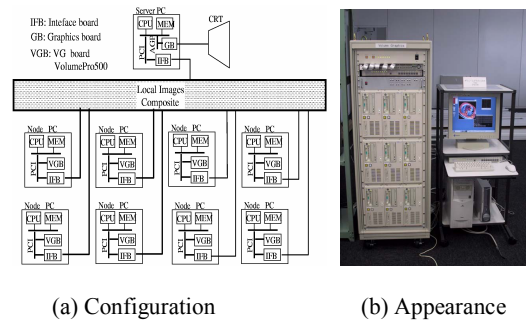 IFB: Inteface board
GB: Graphics board
VGB: VG board
VolumePro500
Server PC
CPU MEM
PCI
AGP
GB
IFB
CRT
Local Images
Composite
Node PC
CPU MEM
PCI
VGB
IFB
Node PC
CPU MEM
PCI
VGB
IFB
Node PC
CPU MEM
PCI
VGB
IFB
Node PC
CPU MEM
PCI
VGB
IFB
Node PC
CPU MEM
PCI
VGB
IFB
Node PC
CPU MEM
PCI
VGB
IFB
Node PC
CPU MEM
PCI
VGB
IFB
Node PC
CPU MEM
PCI
VGB
IFB
(a) Configuration
(b) Appearance